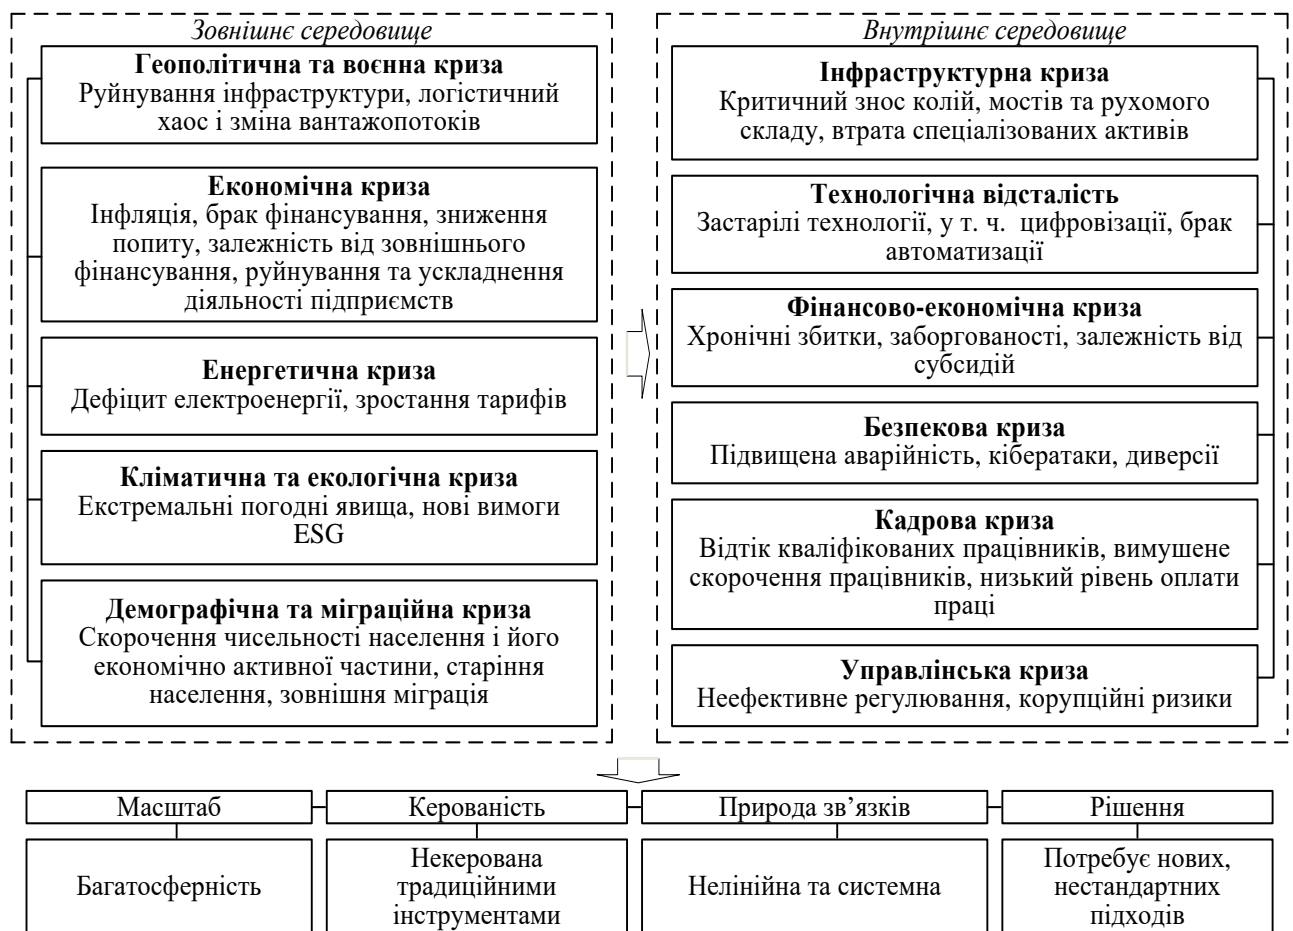 Зовнішнє середовище
Геополітична та воєнна криза
Руйнування інфраструктури, логістичний
хаос і зміна вантажопотоків
Економічна криза
Інфляція, брак фінансування, зниження
попиту, залежність від зовнішнього
фінансування, руйнування та ускладнення
діяльності підприємств
Енергетична криза
Дефіцит електроенергії, зростання тарифів
Кліматична та екологічна криза
Екстремальні погодні явища, нові вимоги
ESG
Демографічна та міграційна криза
Скорочення чисельності населення і його
економічно активної частини, старіння
населення, зовнішня міграція
Внутрішнє середовище
Інфраструктурна криза
Критичний знос колій, мостів та рухомого
складу, втрата спеціалізованих активів
Технологічна відсталість
Застарілі технології, у т. ч. цифровізації, брак
автоматизації
Фінансово-економічна криза
Хронічні збитки, заборгованості, залежність від
субсидій
Безпекова криза
Підвищена аварійність, кібератаки, диверсії
Кадрова криза
Відтік кваліфікованих працівників, вимушене
скорочення працівників, низький рівень оплати
праці
Управлінська криза
Неефективне регулювання, корупційні ризики
Масштаб
Багатосферність
Керованість
Некерована
традиційними
інструментами
Природа зв’язків
Нелінійна та системна
Рішення
Потребує нових,
нестандартних
підходів